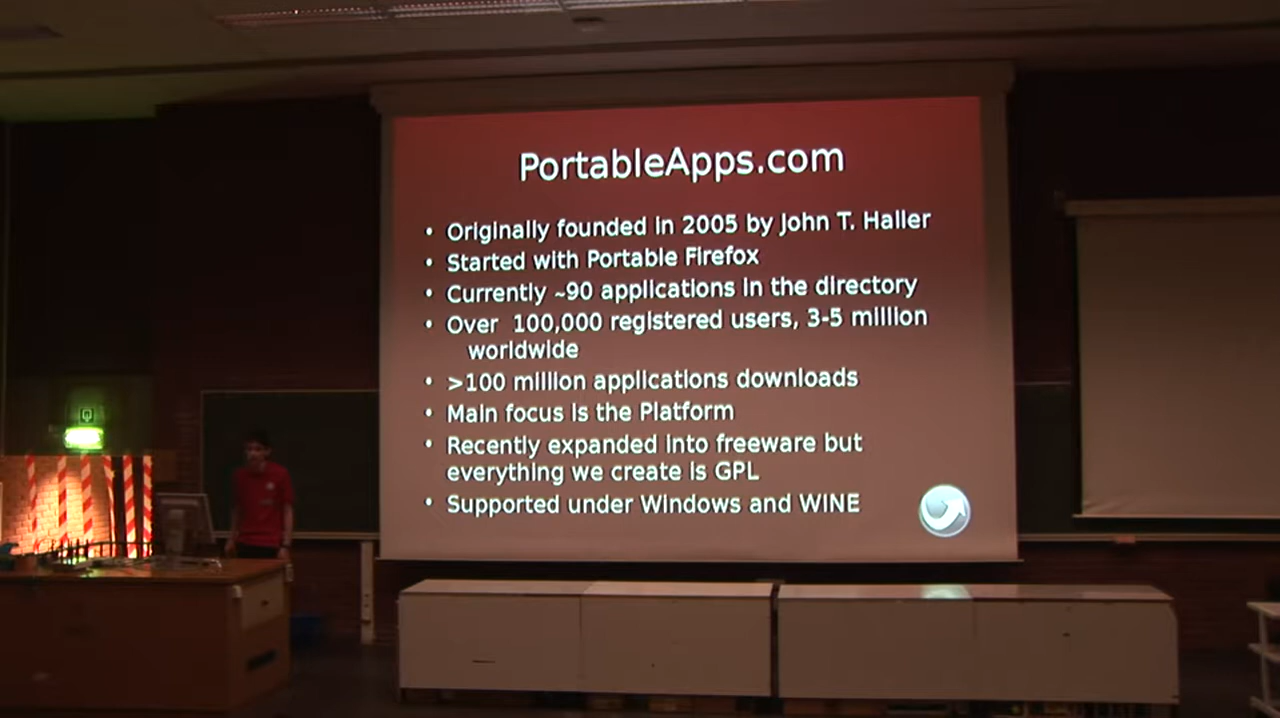 PortableApps.com
• Originally founded in 2005 by John T. Haller
• Started with Portable Firefox
• Currently ~90 applications in the directory
• Over 100,000 registered users, 3-5 million
worldwide
• >100 million applications downloads
• Main focus is the Platform
• Recently expanded into freeware but
everything we create is GPL
• Supported under Windows and WINE